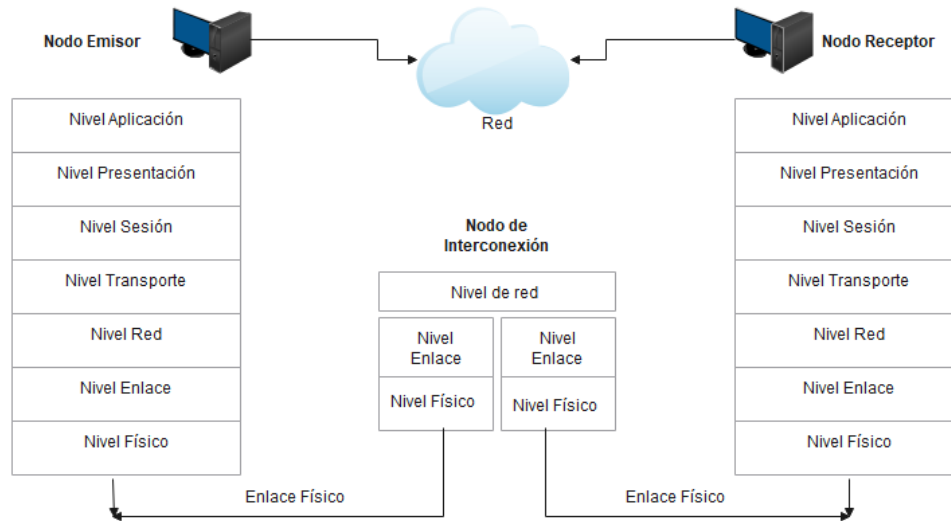 Nodo Emisor
Nodo Receptor
Red
Nivel Aplicación
Nivel Presentación
Nivel Sesión
Nivel Transporte
Nivel Red
Nivel Enlace
Nivel Físico
Nodo de
Interconexión
Nivel de red
Nivel
Enlace
Nivel
Enlace
Nivel Físico
Nivel Físico
Nivel Aplicación
Nivel Presentación
Nivel Sesión
Nivel Transporte
Nivel Red
Nivel Enlace
Nivel Físico
Enlace Físico
Enlace Físico